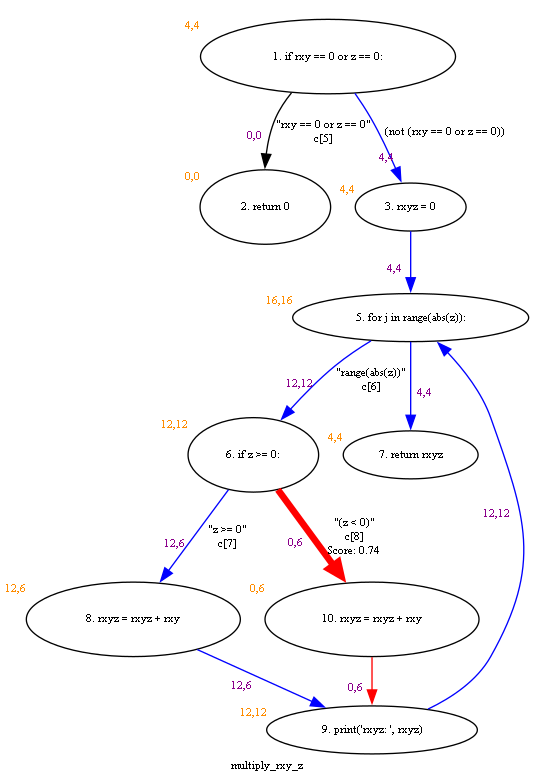 4,4
1. if rxy == 0 or z == 0:
"rxy == 0 or z == 0"
c[5]
0,0
(not (rxy == 0 or z == 0))
4,4
0,0
2. return 0
4,4
3. rxyz = 0
4,4
16,16
5. for j in range(abs(z)):
"range(abs(z))"
c[6]
12,12
4,4
12,12
6. if z >= 0:
4,4
7. return rxyz
"z >= 0"
c[7]
12,6
"(z < 0)"
c[8]
Score: 0.74
0,6
12,12
12,6
8. rxyz = rxyz + rxy
0,6
10. rxyz = rxyz + rxy
12,6
0,6
12,12
9. print('rxyz: ', rxyz)
multiply_rxy_z